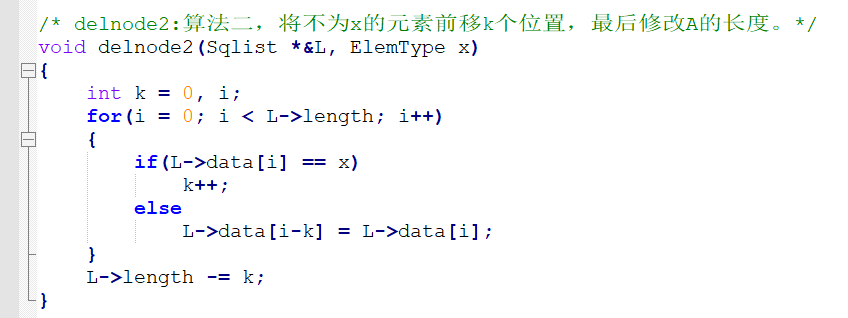 /* delnode2:算法二，将不为x的元素前移k个位置，最后修改A的长度。*/
void delnode2(Sqlist *&L, ElemType x)
{
    int k = 0, i;
    for(i = 0; i < L->length; i++)
    {
        if(L->data[i] == x)
            k++;
        else
            L->data[i-k] = L->data[i];
    }
    L->length -= k;
}